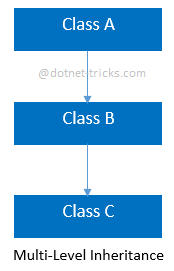 Class A
@dotnet-tricks.com
Class B
Class C
Multi-Level Inheritance